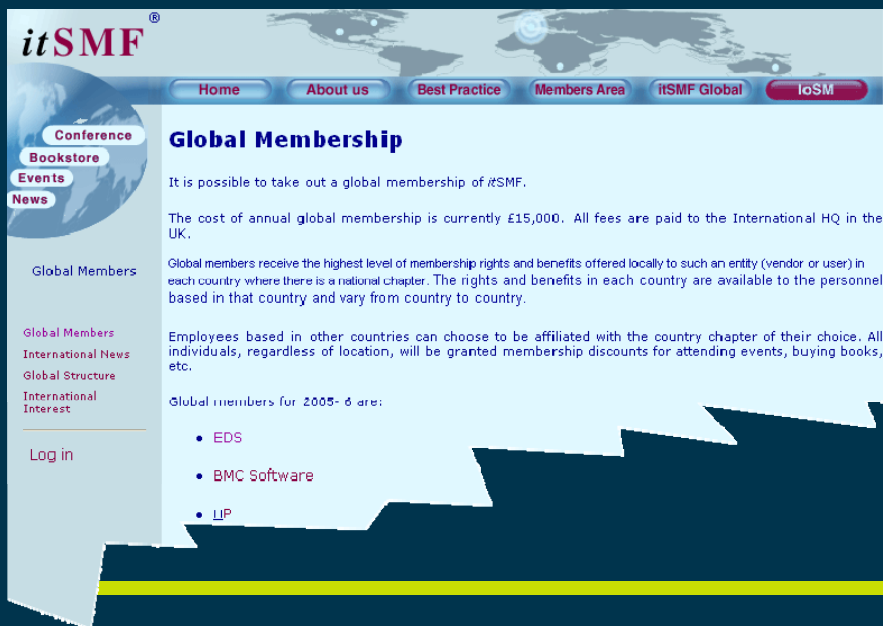 itSMF®
Home About us Best Practice Members Area itSMF Global IoSM
Conference
Bookstore
Events
News
Global Members
Global Members
International News
Global Structure
International
Interest
Log in
Global Membership
It is possible to take out a global membership of itSMF.
The cost of annual global membership is currently £15,000. All fees are paid to the International HQ in the
UK.
Global members receive the highest level of membership rights and benefits offered locally to such an entity (vendor or user) in
each country where there is a national chapter. The rights and benefits in each country are available to the personnel
based in that country and vary from country to country.
Employees based in other countries can choose to be affiliated with the country chapter of their choice. All
individuals, regardless of location, will be granted membership discounts for attending events, buying books,
etc.
Global members for 2005-6 are:
• EDS
• BMC Software